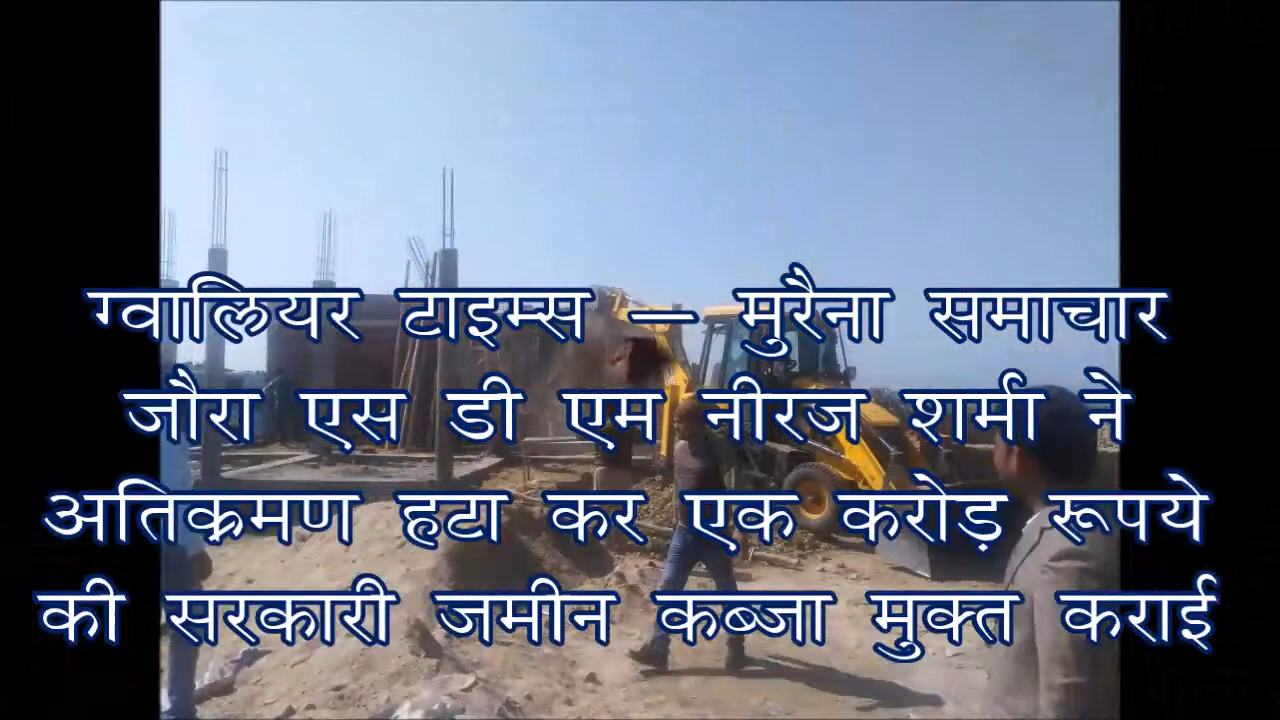 ग्वालियर टाइम्स — मुरैना समाचार
जौरा एस डी एम नीरज शर्मा ने
अतिक्रमण हटा कर एक करोड़ रूपये
की सरकारी जमीन कब्जा मुक्त कराई